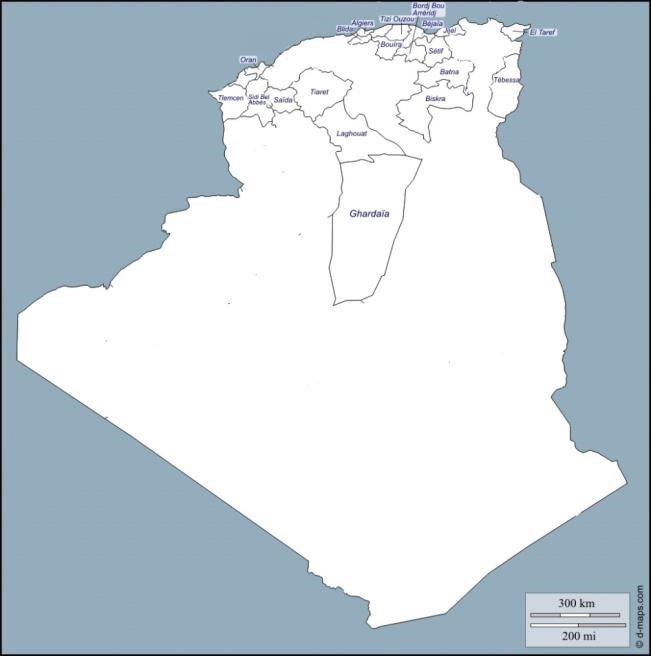 Bordj Bou
Arréridj
Tizi Ouzou
Algiers
Béjaïa
Blida
Jijel
El Taref
Bouira
Sétif
Oran
Batna
Tébessa
Tlemcen
Sidi Bel
Abbès
Saïda
Tiaret
Biskra
Laghouat
Ghardaïa
300 km
200 mi
© d-maps.com